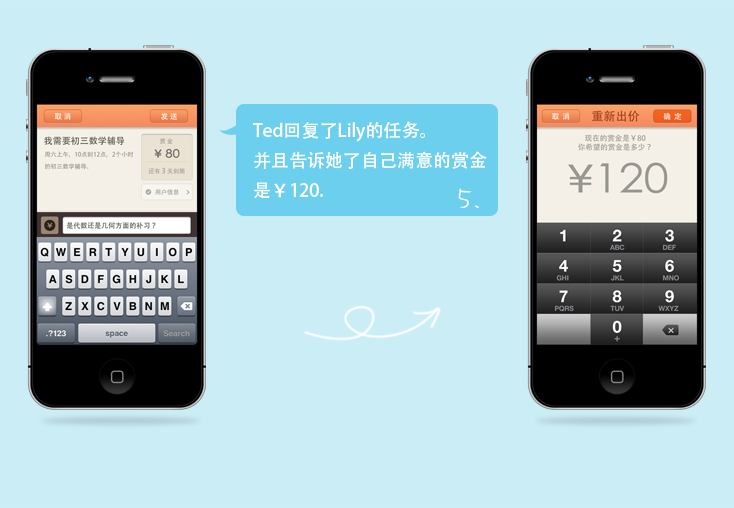 取消
发送
我需要初三数学辅导
周六上午,10点到12点,2个小时
的初三数学辅导。
赏金
¥80
还有3天到期
用户信息
¥
是代数还是几何方面的补习?
Q W E R T Y U I O P
A S D F G H J K L
Z X C V B N M
.?123
space
Search
Ted回复了Lily的任务。
并且告诉她了自己满意的赏金
是¥120.
5、
取消
重新出价
确定
现在的赏金是¥80
你希望的赏金是多少?
¥120
1
2 ABC
3 DEF
4 GHI
5 JKL
6 MNO
7 PQRS
8 TUV
9 WXYZ
0 +